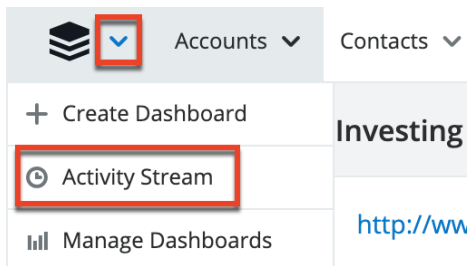 Accounts Contacts
Create Dashboard
Investing
Activity Stream
http://ww
Manage Dashboards